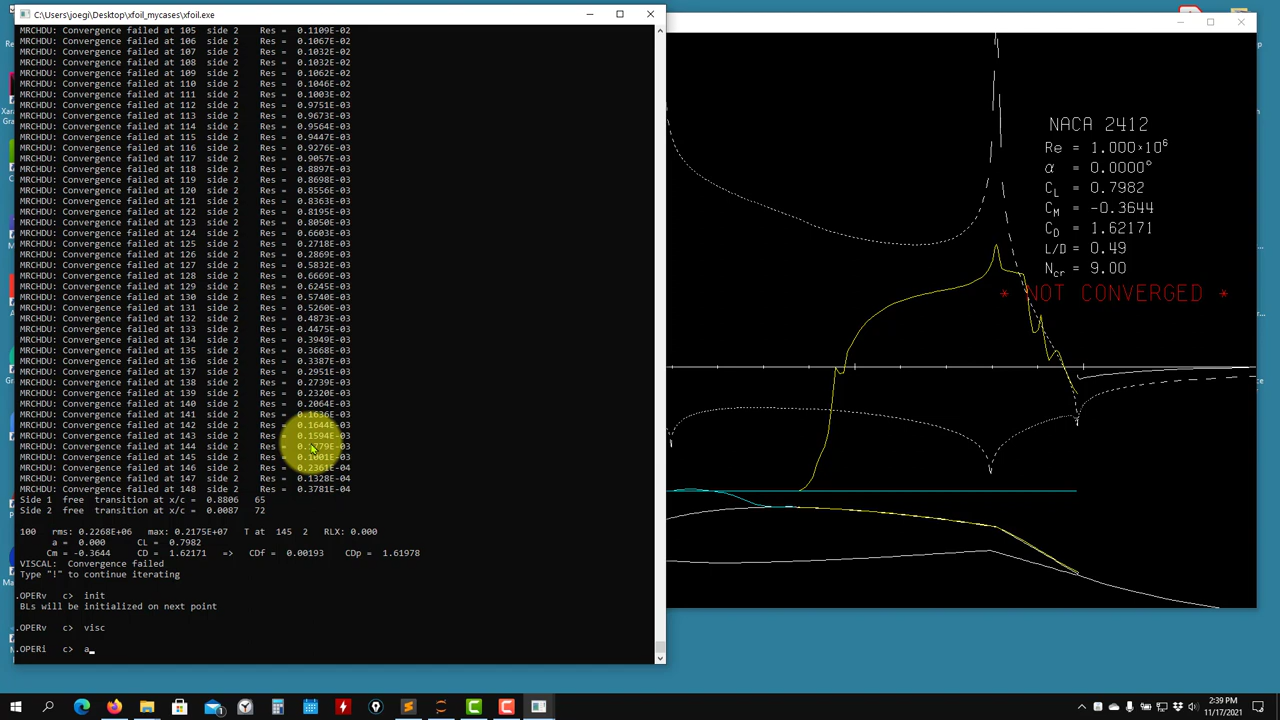 C:\Users\joegi\Desktop\xfoil_mycases\xfoil.exe
MRCHDU: Convergence failed at 105 side 2 Res = 0.1109E-02
MRCHDU: Convergence failed at 106 side 2 Res = 0.1067E-02
MRCHDU: Convergence failed at 107 side 2 Res = 0.1032E-02
MRCHDU: Convergence failed at 108 side 2 Res = 0.1032E-02
MRCHDU: Convergence failed at 109 side 2 Res = 0.1062E-02
MRCHDU: Convergence failed at 110 side 2 Res = 0.1046E-02
MRCHDU: Convergence failed at 111 side 2 Res = 0.1003E-02
MRCHDU: Convergence failed at 112 side 2 Res = 0.9751E-03
MRCHDU: Convergence failed at 113 side 2 Res = 0.9673E-03
MRCHDU: Convergence failed at 114 side 2 Res = 0.9564E-03
MRCHDU: Convergence failed at 115 side 2 Res = 0.9447E-03
MRCHDU: Convergence failed at 116 side 2 Res = 0.9276E-03
MRCHDU: Convergence failed at 117 side 2 Res = 0.9057E-03
MRCHDU: Convergence failed at 118 side 2 Res = 0.8897E-03
MRCHDU: Convergence failed at 119 side 2 Res = 0.8698E-03
MRCHDU: Convergence failed at 120 side 2 Res = 0.8556E-03
MRCHDU: Convergence failed at 121 side 2 Res = 0.8363E-03
MRCHDU: Convergence failed at 122 side 2 Res = 0.8195E-03
MRCHDU: Convergence failed at 123 side 2 Res = 0.8050E-03
MRCHDU: Convergence failed at 124 side 2 Res = 0.6603E-03
MRCHDU: Convergence failed at 125 side 2 Res = 0.2718E-03
MRCHDU: Convergence failed at 126 side 2 Res = 0.2869E-03
MRCHDU: Convergence failed at 127 side 2 Res = 0.5832E-03
MRCHDU: Convergence failed at 128 side 2 Res = 0.6669E-03
MRCHDU: Convergence failed at 129 side 2 Res = 0.6245E-03
MRCHDU: Convergence failed at 130 side 2 Res = 0.5740E-03
MRCHDU: Convergence failed at 131 side 2 Res = 0.5260E-03
MRCHDU: Convergence failed at 132 side 2 Res = 0.4873E-03
MRCHDU: Convergence failed at 133 side 2 Res = 0.4475E-03
MRCHDU: Convergence failed at 134 side 2 Res = 0.3949E-03
MRCHDU: Convergence failed at 135 side 2 Res = 0.3668E-03
MRCHDU: Convergence failed at 136 side 2 Res = 0.3387E-03
MRCHDU: Convergence failed at 137 side 2 Res = 0.2951E-03
MRCHDU: Convergence failed at 138 side 2 Res = 0.2739E-03
MRCHDU: Convergence failed at 139 side 2 Res = 0.2320E-03
MRCHDU: Convergence failed at 140 side 2 Res = 0.2064E-03
MRCHDU: Convergence failed at 141 side 2 Res = 0.1636E-03
MRCHDU: Convergence failed at 142 side 2 Res = 0.1644E-03
MRCHDU: Convergence failed at 143 side 2 Res = 0.1594E-03
MRCHDU: Convergence failed at 144 side 2 Res =
MRCHDU: Convergence failed at 145 side 2 Res =
MRCHDU: Convergence failed at 146 side 2 Res = 0.2361E-04
MRCHDU: Convergence failed at 147 side 2 Res = 0.1328E-04
MRCHDU: Convergence failed at 148 side 2 Res = 0.3781E-04
Side 1 free transition at x/c = 0.8806 65
Side 2 free transition at x/c = 0.0087 72
100 rms: 0.2268E+06 max: 0.2175E+07 T at 145 2 RLX: 0.000
a = 0.000 CL = 0.7982
Cm = -0.3644 CD = 1.62171 => CDf = 0.00193 CDp = 1.61978
VISCAL: Convergence failed
Type "!" to continue iterating
.OPERv c> init
BLs will be initialized on next point
.OPERv c> visc
.OPERi c> a_
NACA 2412
Re = 1.000×10⁶
α = 0.0000°
CL = 0.7982
CM = -0.3644
CD = 1.62171
L/D = 0.49
Ncr = 9.00
* NOT CONVERGED *
2:39 PM
11/17/2021